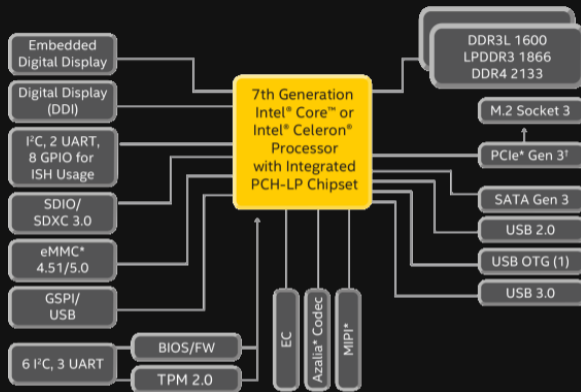 Embedded
Digital Display
Digital Display
(DDI)
I²C, 2 UART,
8 GPIO for
ISH Usage
SDIO/
SDXC 3.0
eMMC*
4.51/5.0
GSPI/
USB
6 I²C, 3 UART
BIOS/FW
TPM 2.0
7th Generation
Intel® Core™ or
Intel® Celeron®
Processor
with Integrated
PCH-LP Chipset
EC
Azalia* Codec
MIPI*
DDR3L 1600
LPDDR3 1866
DDR4 2133
M.2 Socket 3
PCIe* Gen 3†
SATA Gen 3
USB 2.0
USB OTG (1)
USB 3.0